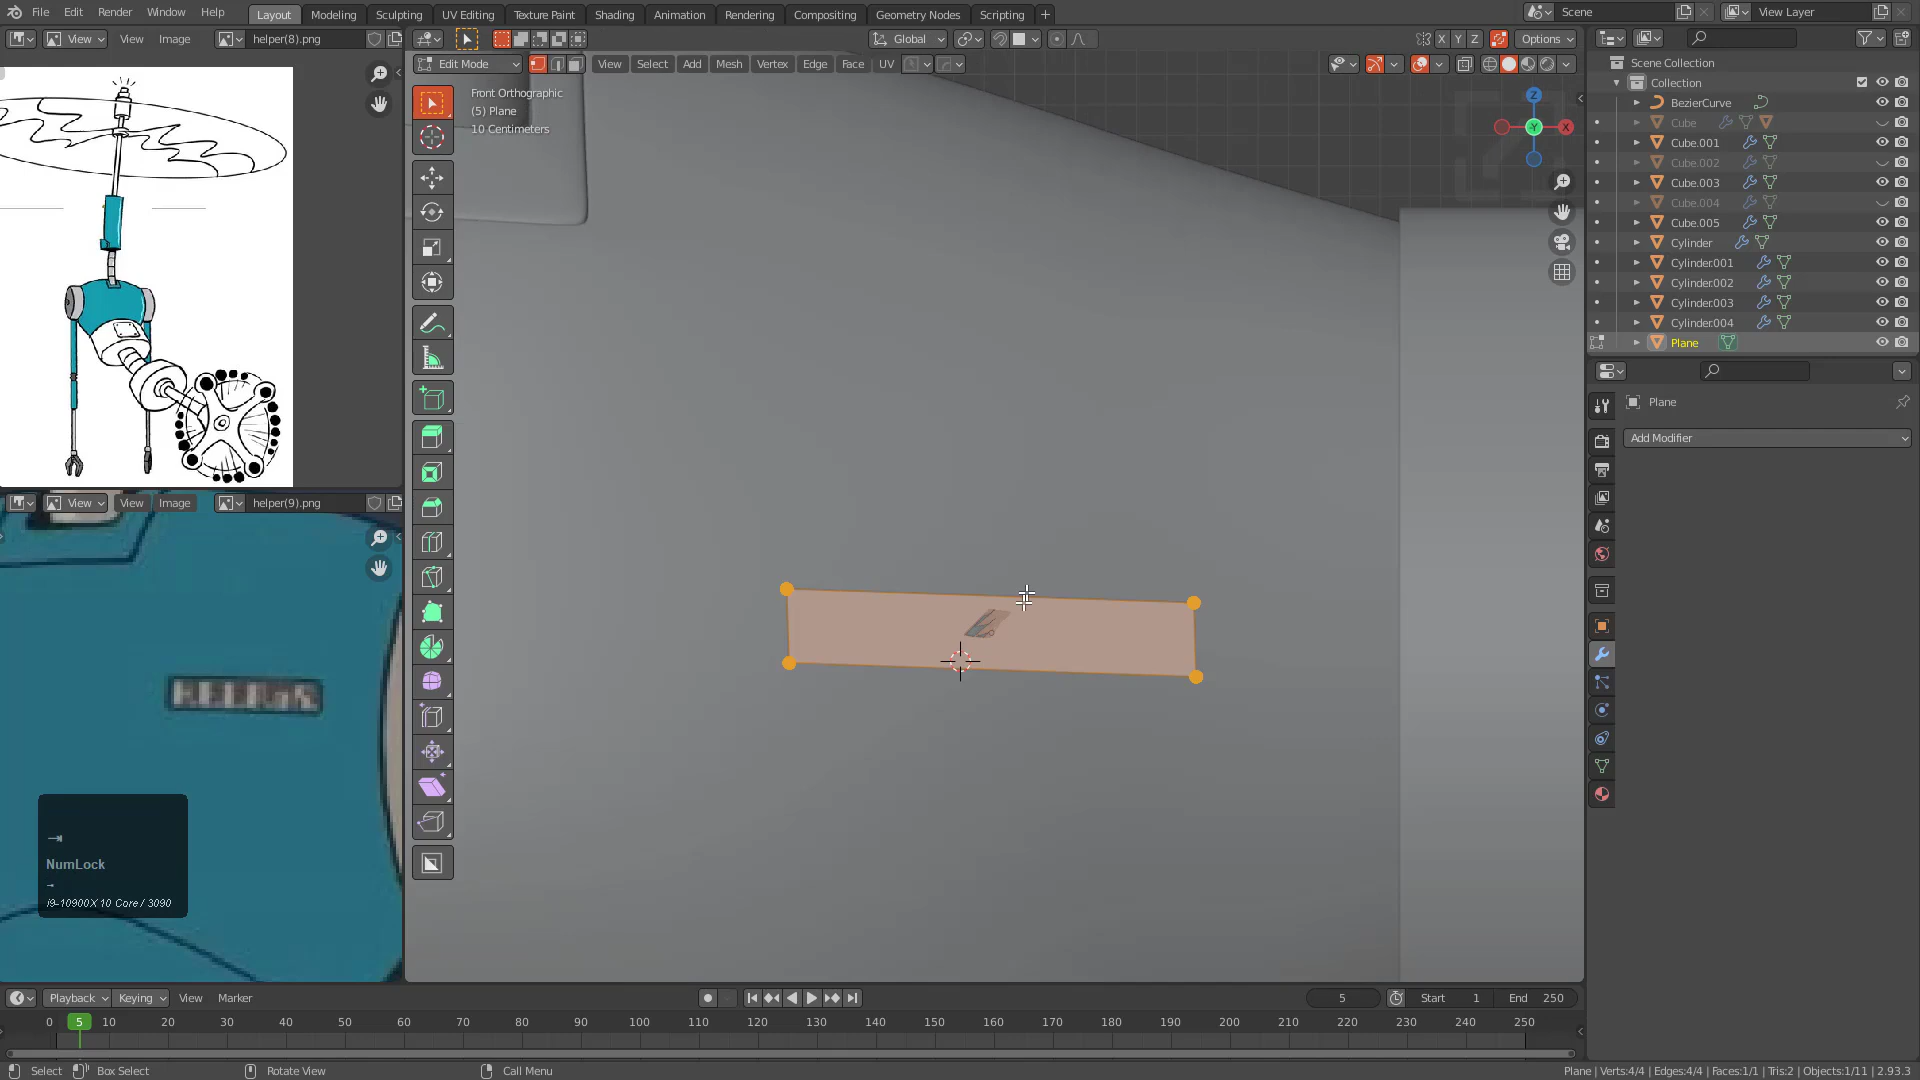 File Edit Render Window Help Layout Modeling Sculpting UV Editing Texture Paint Shading Animation Rendering Compositing Geometry Nodes Scripting + Scene View Layer
View View Image helper(8).png Global X Y Z Options
Edit Mode View Select Add Mesh Vertex Edge Face UV
Front Orthographic
(5) Plane
10 Centimeters
Z
-Y
X
Scene Collection
Collection
BezierCurve
Cube
Cube.001
Cube.002
Cube.003
Cube.004
Cube.005
Cylinder
Cylinder.001
Cylinder.002
Cylinder.003
Cylinder.004
Plane
Plane
Add Modifier
View View Image helper(9).png
NumLock
i9-10900X 10 Core / 3090
Playback Keying View Marker 5 Start 1 End 250
0 5 10 20 30 40 50 60 70 80 90 100 110 120 130 140 150 160 170 180 190 200 210 220 230 240 250
Select Box Select Rotate View Call Menu Plane | Verts:4/4 | Edges:4/4 | Faces:1/1 | Tris:2 | Objects:1/11 | 2.93.3